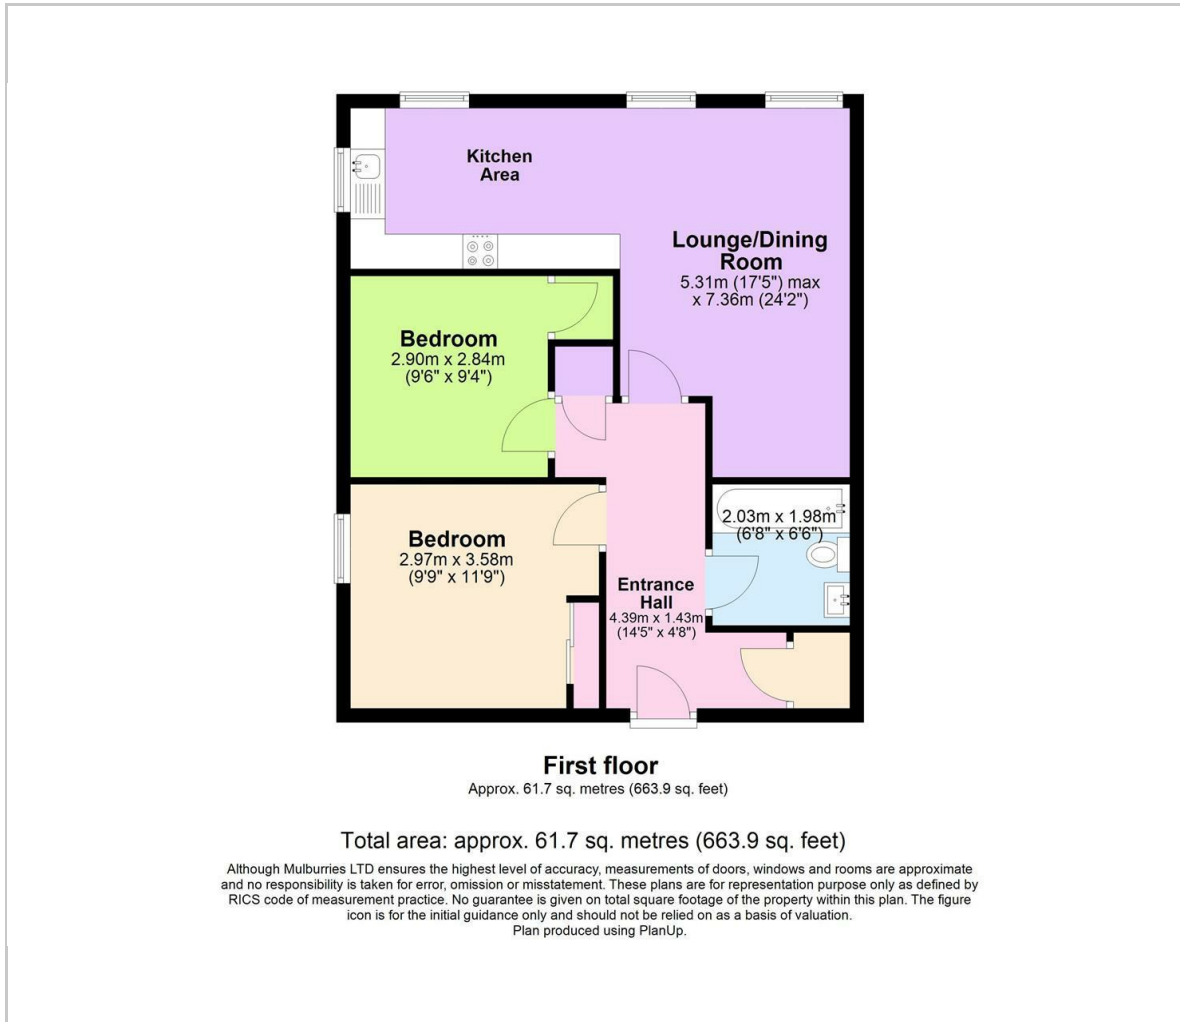 Kitchen
Area
Lounge/Dining
Room
5.31m (17'5") max
x 7.36m (24'2")
Bedroom
2.90m x 2.84m
(9'6" x 9'4")
2.03m x 1.98m
(6'8" x 6'6")
Bedroom
2.97m x 3.58m
(9'9" x 11'9")
Entrance
Hall
4.39m x 1.43m
(14'5" x 4'8")
First floor
Approx. 61.7 sq. metres (663.9 sq. feet)
Total area: approx. 61.7 sq. metres (663.9 sq. feet)
Although Mulburries LTD ensures the highest level of accuracy, measurements of doors, windows and rooms are approximate
and no responsibility is taken for error, omission or misstatement. These plans are for representation purpose only as defined by
RICS code of measurement practice. No guarantee is given on total square footage of the property within this plan. The figure
icon is for the initial guidance only and should not be relied on as a basis of valuation.
Plan produced using PlanUp.